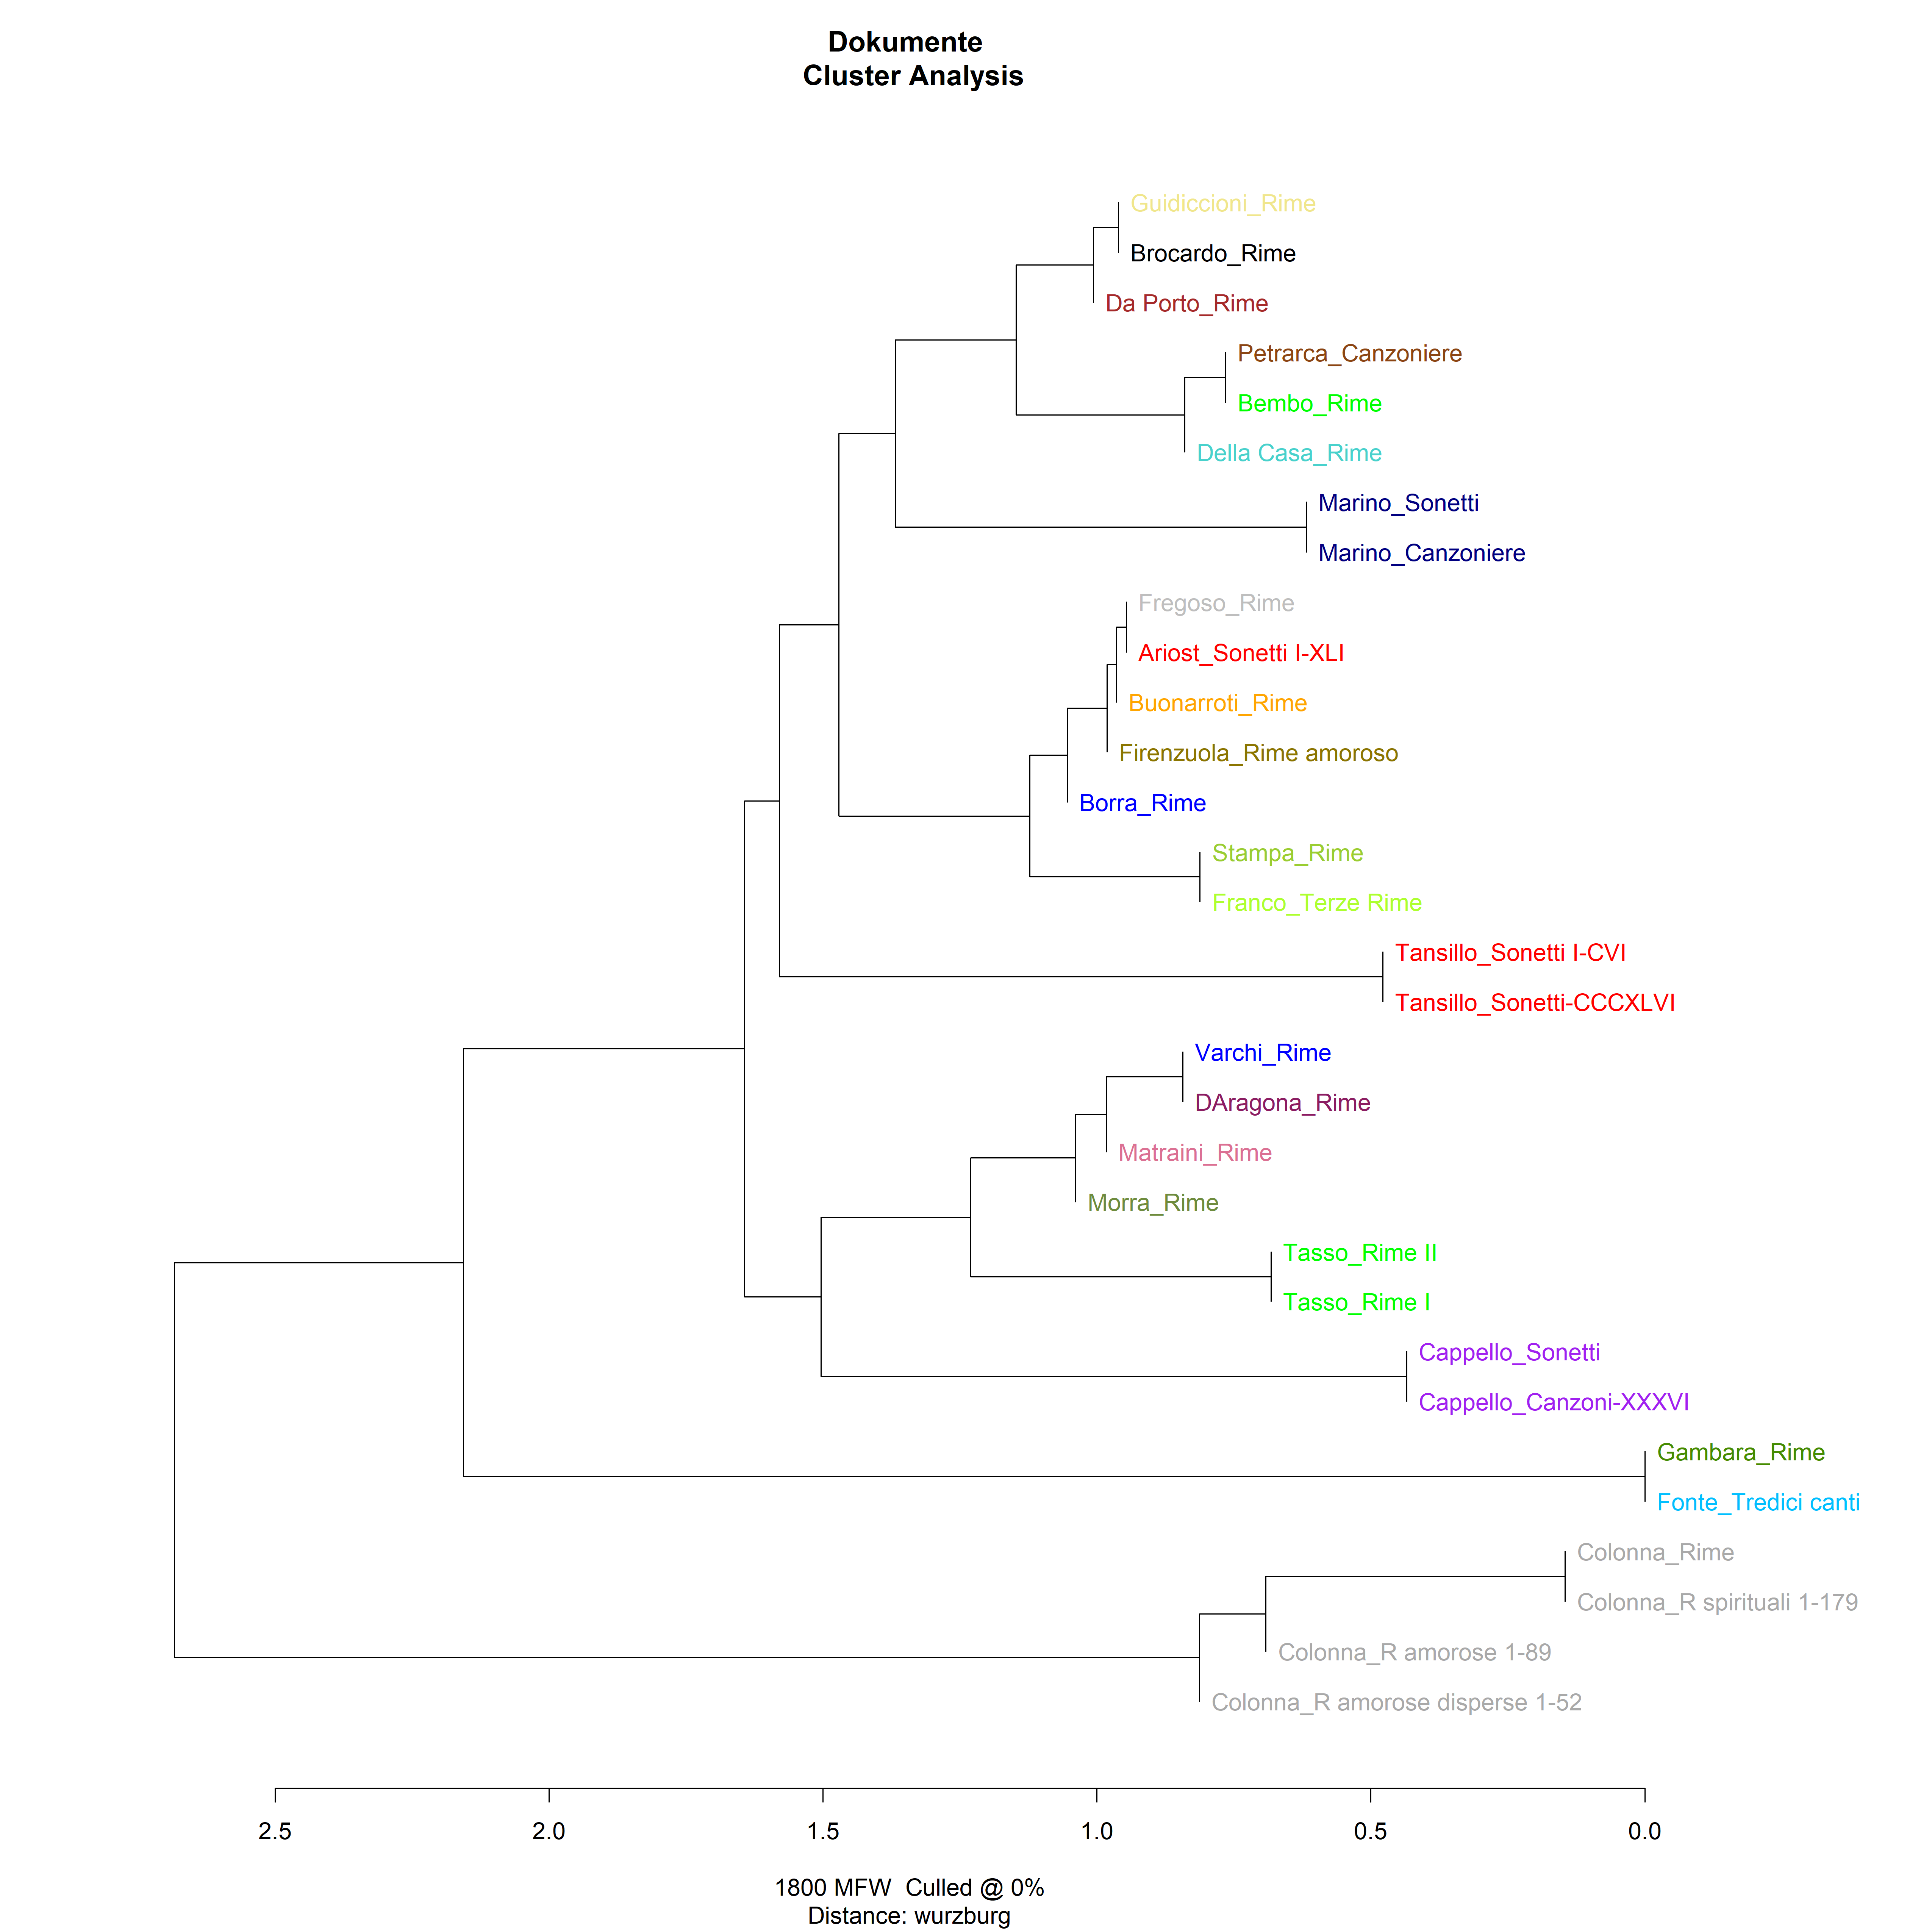 Dokumente
Cluster Analysis
Guidiccioni_Rime
Brocardo_Rime
Da Porto_Rime
Petrarca_Canzoniere
Bembo_Rime
Della Casa_Rime
Marino_Sonetti
Marino_Canzoniere
Fregoso_Rime
Ariost_Sonetti I-XLI
Buonarroti_Rime
Firenzuola_Rime amoroso
Borra_Rime
Stampa_Rime
Franco_Terze Rime
Tansillo_Sonetti I-CVI
Tansillo_Sonetti-CCCXLVI
Varchi_Rime
DAragona_Rime
Matraini_Rime
Morra_Rime
Tasso_Rime II
Tasso_Rime I
Cappello_Sonetti
Cappello_Canzoni-XXXVI
Gambara_Rime
Fonte_Tredici canti
Colonna_Rime
Colonna_R spirituali 1-179
Colonna_R amorose 1-89
Colonna_R amorose disperse 1-52
2.5 2.0 1.5 1.0 0.5 0.0
1800 MFW  Culled @ 0%
Distance: wurzburg